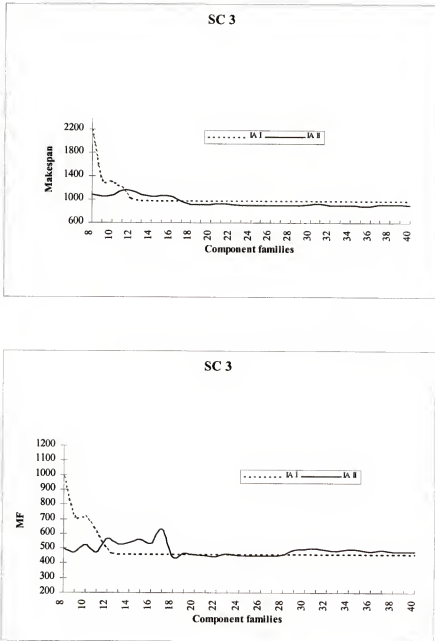 SC 3
Makespan
2200
1800
1400
1000
600
IA I IA II
8 10 12 14 16 18 20 22 24 26 28 30 32 34 36 38 40
Component families
SC 3
MF
1200
1100
1000
900
800
700
600
500
400
300
200
IA I IA II
8 10 12 14 16 18 20 22 24 26 28 30 32 34 36 38 40
Component families